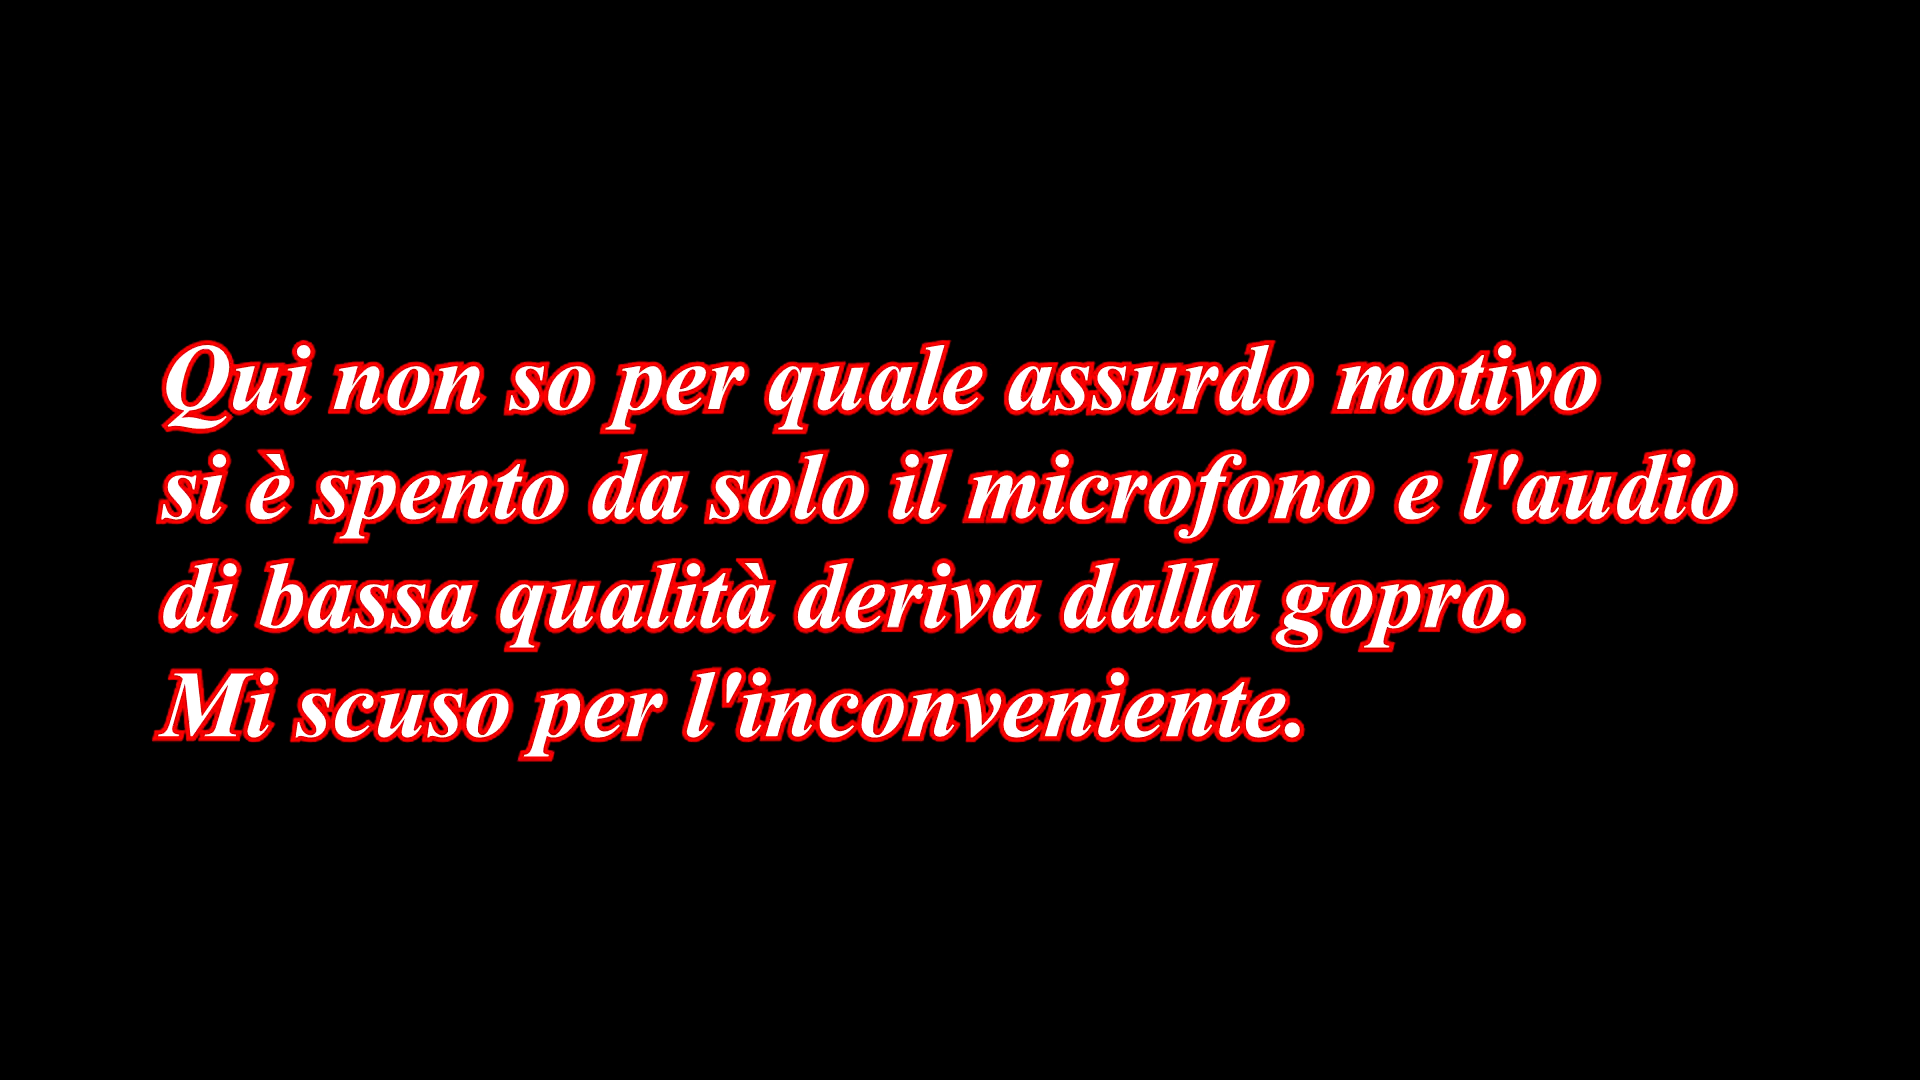 Qui non so per quale assurdo motivo
si è spento da solo il microfono e l'audio
di bassa qualità deriva dalla gopro.
Mi scuso per l'inconveniente.